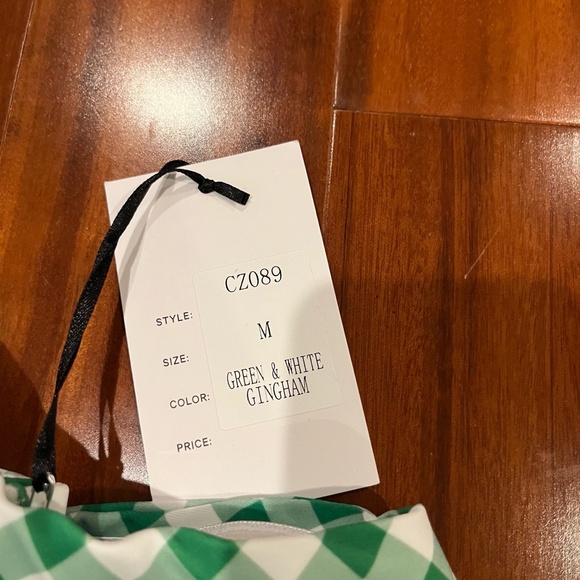 CZ089
STYLE:
M
SIZE:
GREEN & WHITE
GINGHAM
COLOR:
PRICE: